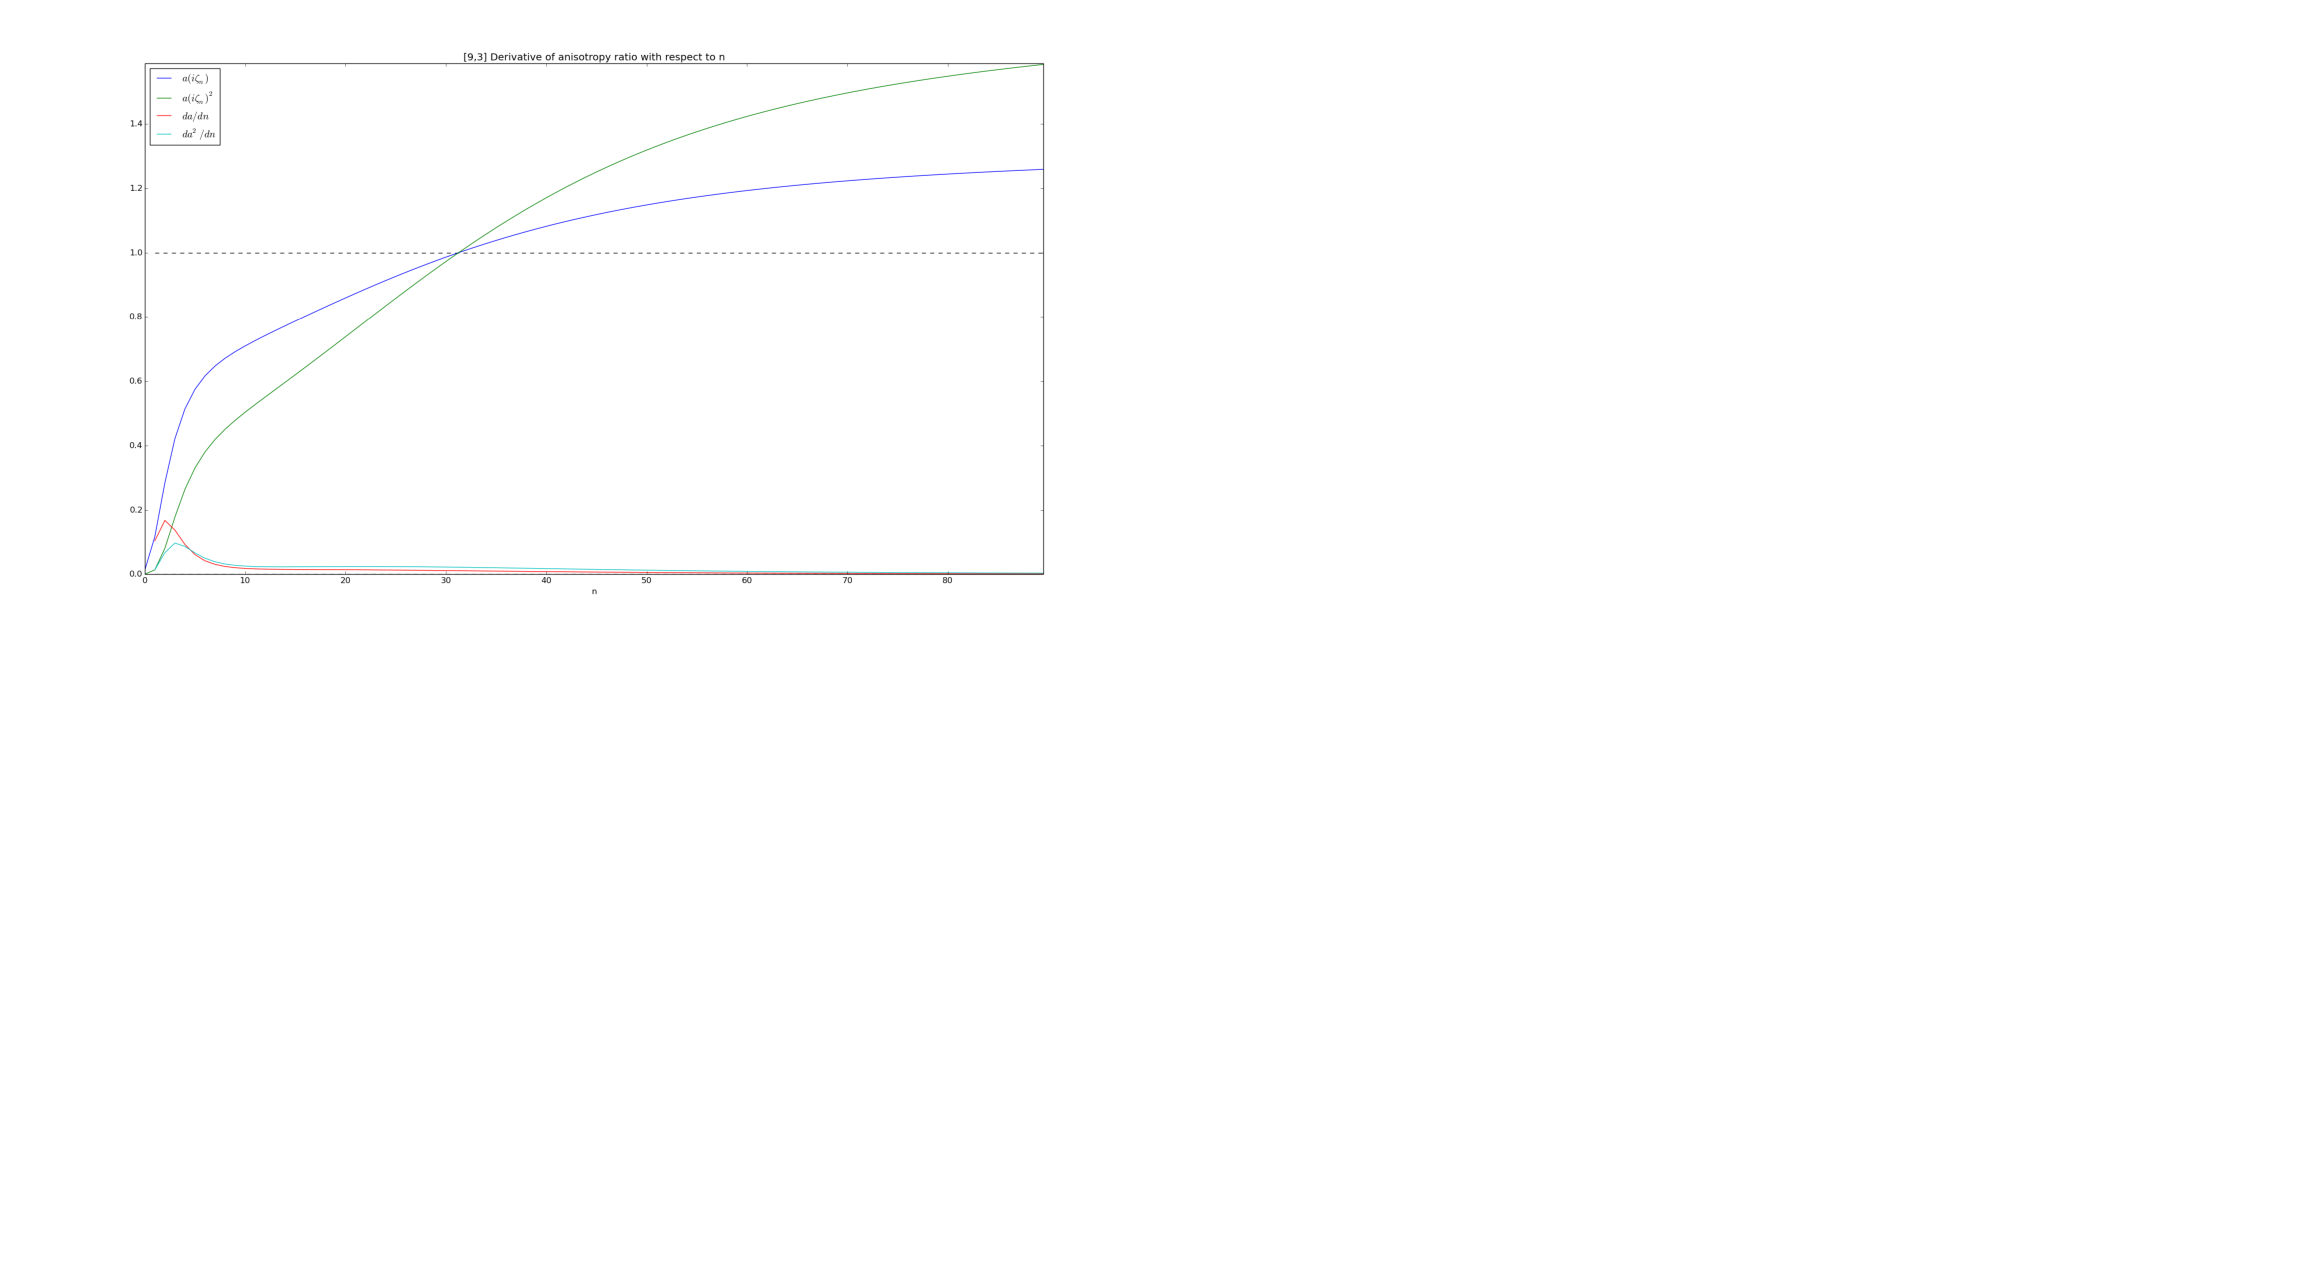 [9,3] Derivative of anisotropy ratio with respect to n
a(iζₙ)
a(iζₙ)²
da/dn
da²/dn
1.4
1.2
1.0
0.8
0.6
0.4
0.2
0.0
0 10 20 30 40 50 60 70 80
n